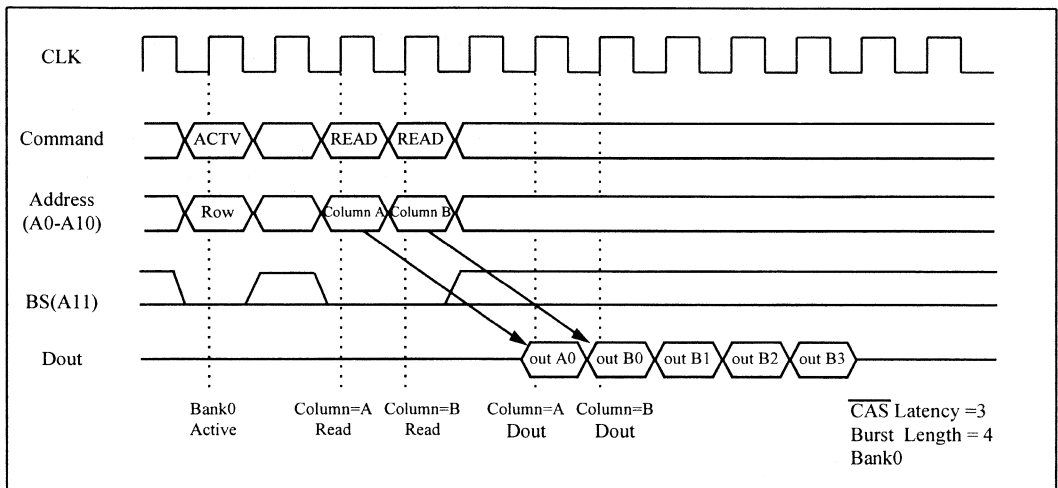 CLK
Command
ACTV
READ
READ
Address
(A0-A10)
Row
Column A
Column B
BS(A11)
Dout
out A0
out B0
out B1
out B2
out B3
Bank0
Active
Column=A
Read
Column=B
Read
Column=A
Dout
Column=B
Dout
CAS Latency =3
Burst Length = 4
Bank0